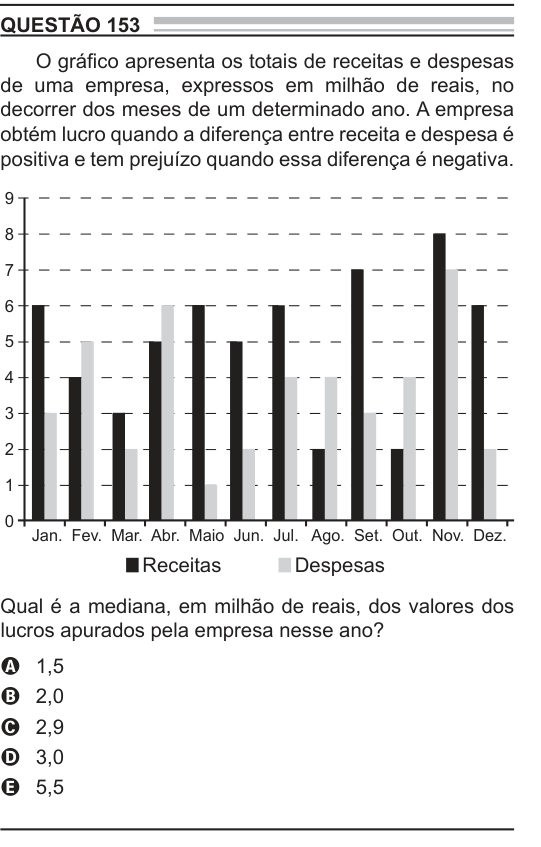 QUESTÃO 153
O gráfico apresenta os totais de receitas e despesas
de uma empresa, expressos em milhão de reais, no
decorrer dos meses de um determinado ano. A empresa
obtém lucro quando a diferença entre receita e despesa é
positiva e tem prejuízo quando essa diferença é negativa.
9
8
7
6
5
4
3
2
1
0
Jan. Fev. Mar. Abr. Maio Jun. Jul. Ago. Set. Out. Nov. Dez.
Receitas Despesas
Qual é a mediana, em milhão de reais, dos valores dos
lucros apurados pela empresa nesse ano?
A 1,5
B 2,0
C 2,9
D 3,0
E 5,5